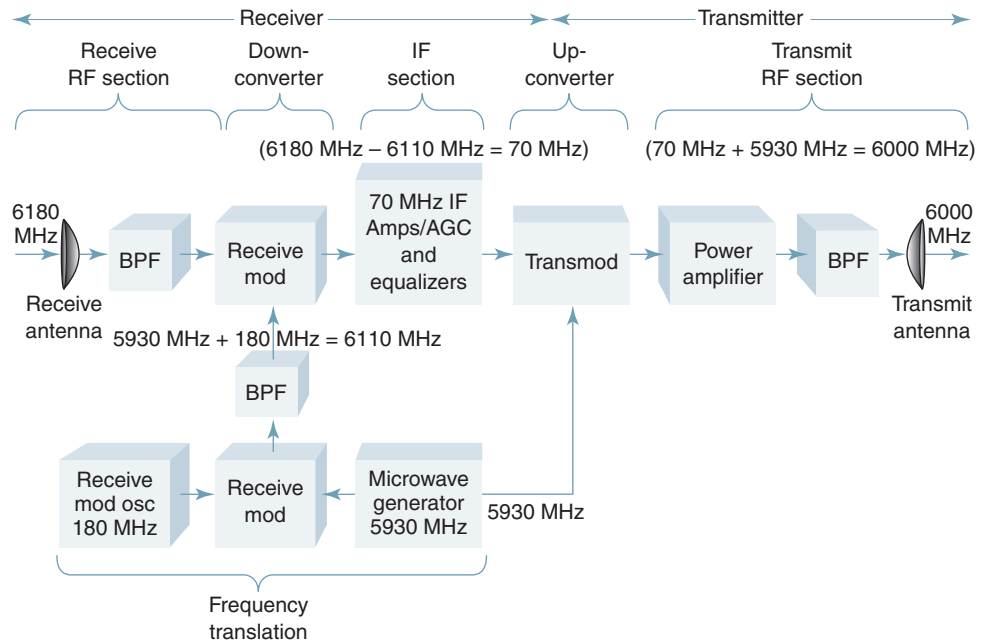 Receiver
Transmitter
Receive
RF section
Down-
converter
IF
section
Up-
converter
Transmit
RF section
(6180 MHz – 6110 MHz = 70 MHz)
(70 MHz + 5930 MHz = 6000 MHz)
6180
MHz
Receive
antenna
BPF
Receive
mod
70 MHz IF
Amps/AGC
and
equalizers
Transmod
Power
amplifier
BPF
6000
MHz
Transmit
antenna
5930 MHz + 180 MHz = 6110 MHz
BPF
Receive
mod osc
180 MHz
Receive
mod
Microwave
generator
5930 MHz
5930 MHz
Frequency
translation